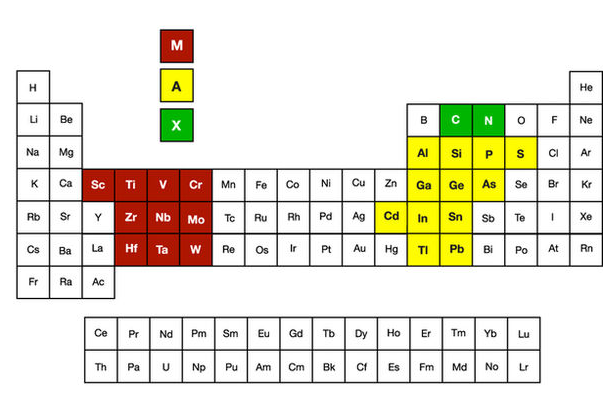 M
A
X
H He
Li Be B C N O F Ne
Na Mg Al Si P S Cl Ar
K Ca Sc Ti V Cr Mn Fe Co Ni Cu Zn Ga Ge As Se Br Kr
Rb Sr Y Zr Nb Mo Tc Ru Rh Pd Ag Cd In Sn Sb Te I Xe
Cs Ba La Hf Ta W Re Os Ir Pt Au Hg Tl Pb Bi Po At Rn
Fr Ra Ac
Ce Pr Nd Pm Sm Eu Gd Tb Dy Ho Er Tm Yb Lu
Th Pa U Np Pu Am Cm Bk Cf Es Fm Md No Lr